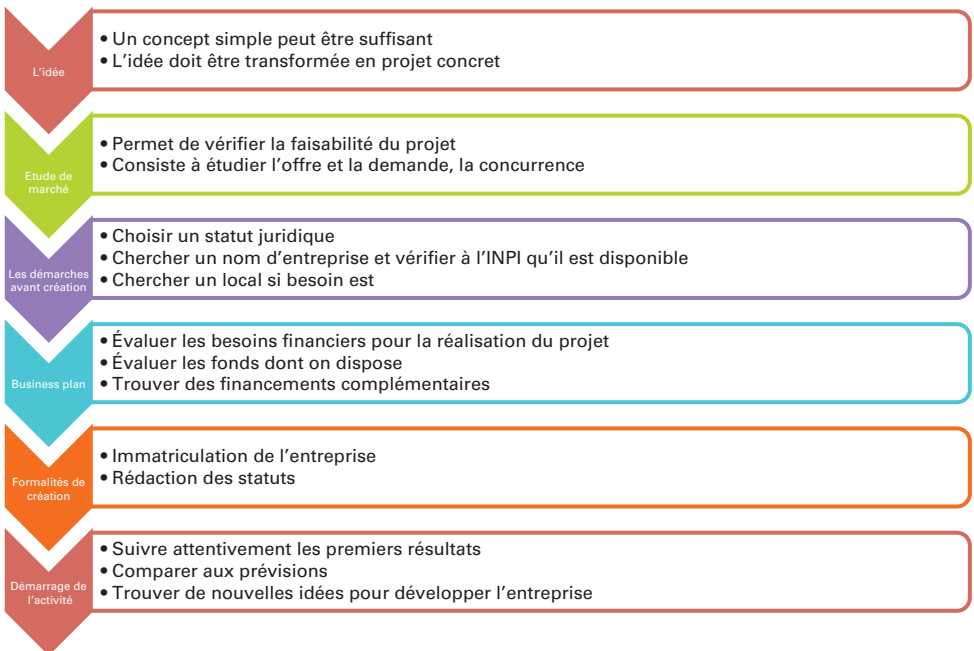 L'idée
• Un concept simple peut être suffisant
• L'idée doit être transformée en projet concret
Etude de
marché
• Permet de vérifier la faisabilité du projet
• Consiste à étudier l'offre et la demande, la concurrence
Les démarches
avant création
• Choisir un statut juridique
• Chercher un nom d'entreprise et vérifier à l'INPI qu'il est disponible
• Chercher un local si besoin est
Business plan
• Évaluer les besoins financiers pour la réalisation du projet
• Évaluer les fonds dont on dispose
• Trouver des financements complémentaires
Formalités de
création
• Immatriculation de l'entreprise
• Rédaction des statuts
Démarrage de
l'activité
• Suivre attentivement les premiers résultats
• Comparer aux prévisions
• Trouver de nouvelles idées pour développer l'entreprise